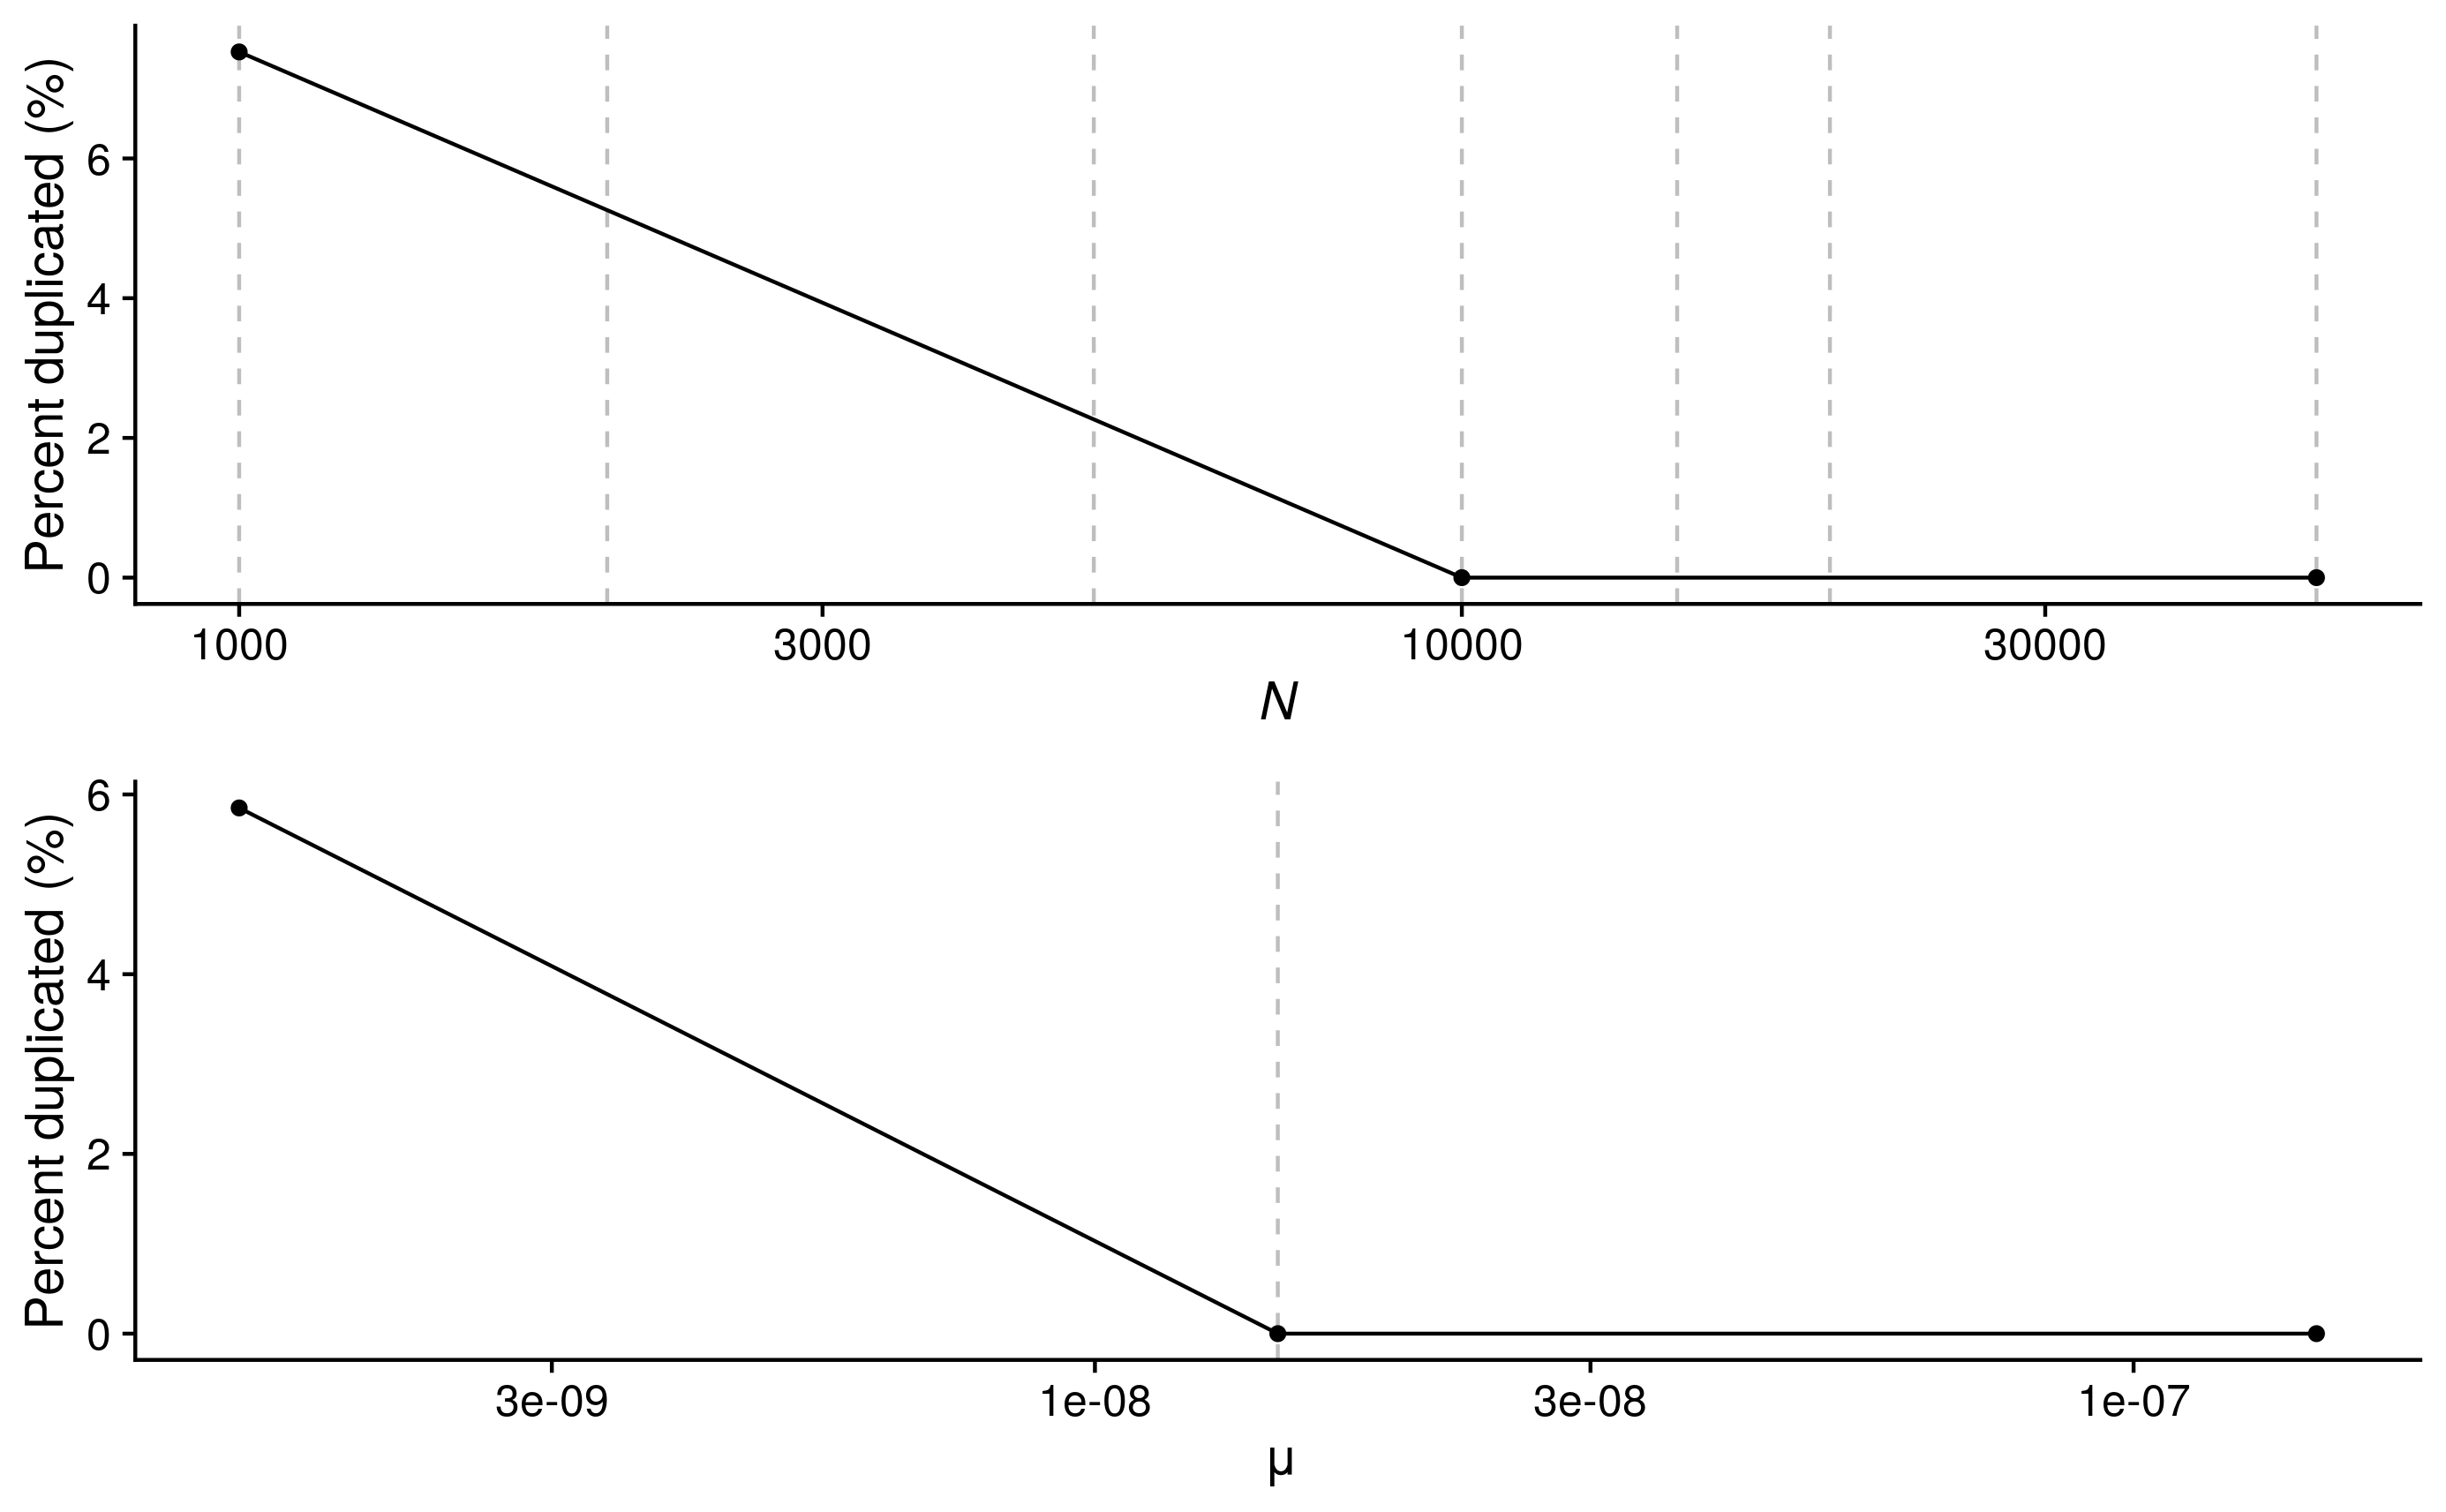 Percent duplicated (%)
6
4
2
0
1000 3000 10000 30000
N
Percent duplicated (%)
6
4
2
0
3e-09 1e-08 3e-08 1e-07
μ